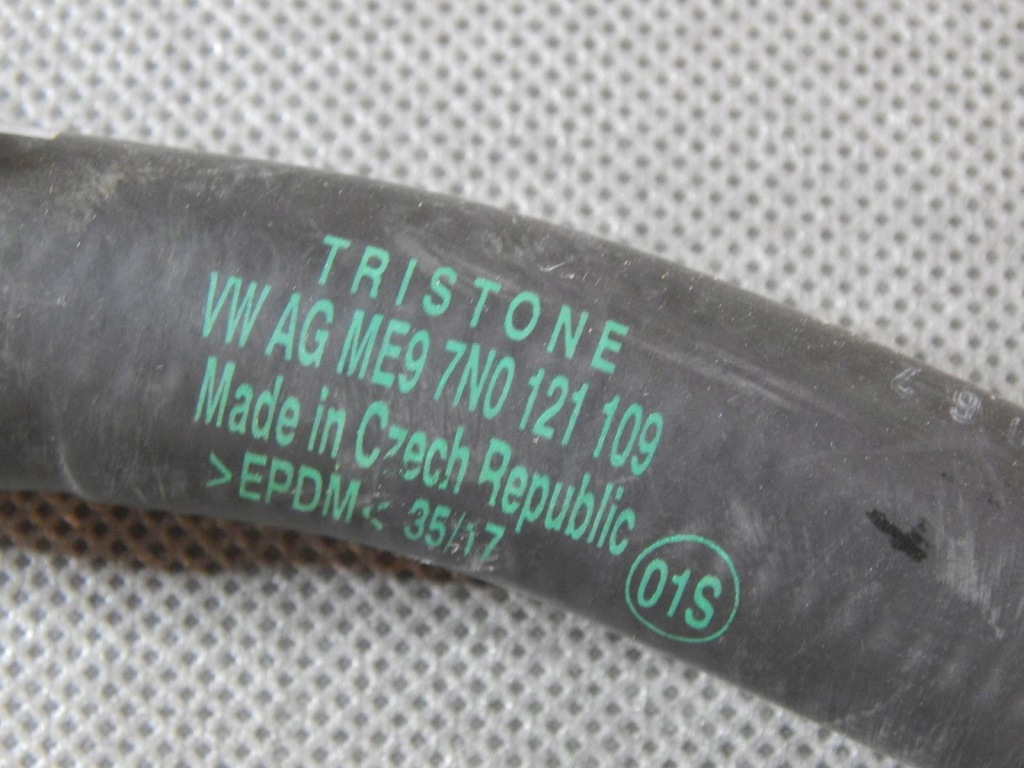 TRISTONE
VW AG ME9 7N0 121 109
Made in Czech Republic
>EPDM< 35/17
01S